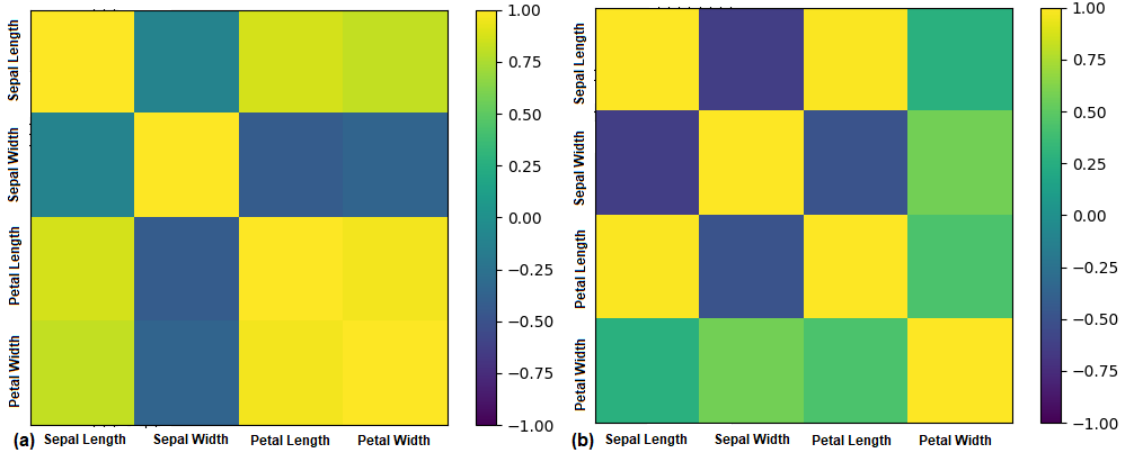 Sepal Length
Sepal Width
Petal Length
Petal Width
(a) Sepal Length Sepal Width Petal Length Petal Width
1.00
0.75
0.50
0.25
0.00
−0.25
−0.50
−0.75
−1.00
Sepal Length
Sepal Width
Petal Length
Petal Width
(b) Sepal Length Sepal Width Petal Length Petal Width
1.00
0.75
0.50
0.25
0.00
−0.25
−0.50
−0.75
−1.00